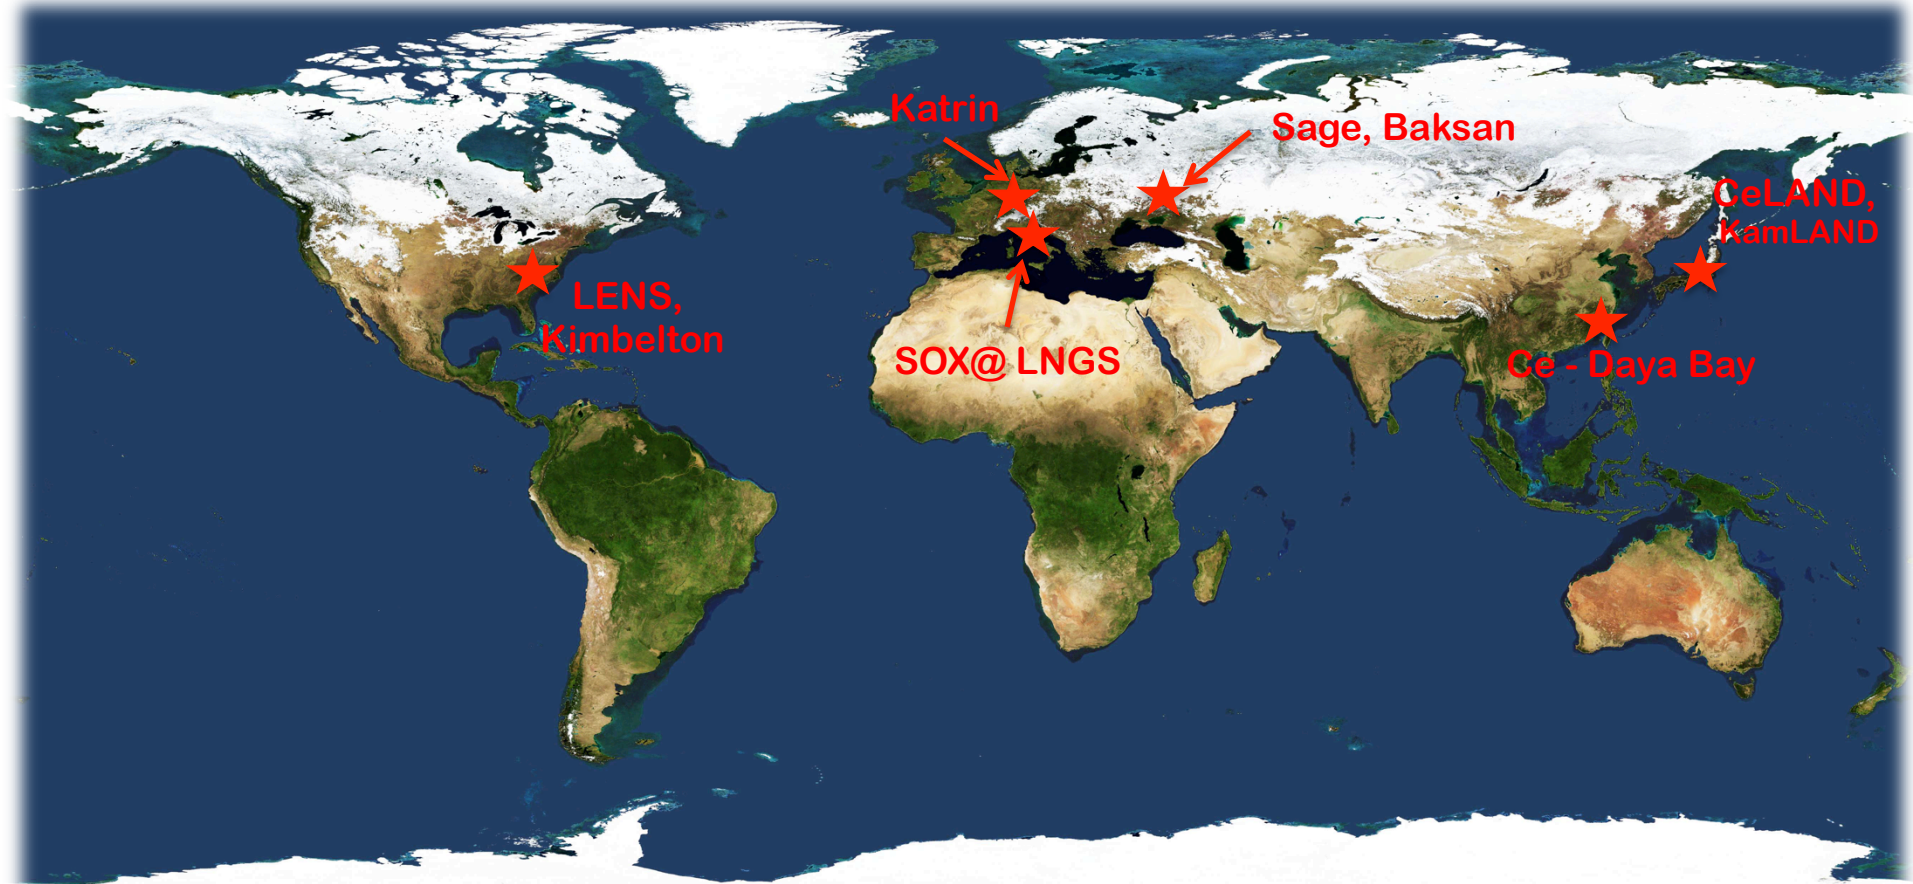 Katrin
Sage, Baksan
CeLAND,
KamLAND
LENS,
Kimbelton
SOX@ LNGS
Ce - Daya Bay